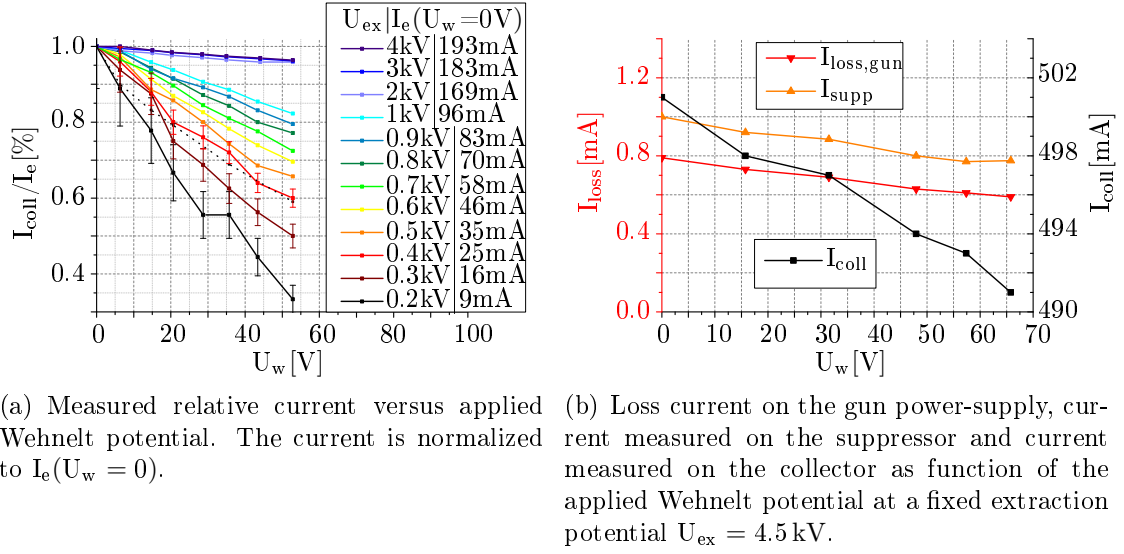 U_ex|I_e(U_w=0V)
4kV|193mA
3kV|183mA
2kV|169mA
1kV|96mA
0.9kV|83mA
0.8kV|70mA
0.7kV|58mA
0.6kV|46mA
0.5kV|35mA
0.4kV|25mA
0.3kV|16mA
0.2kV|9mA
1.0
0.8
0.6
0.4
I_coll/I_e[%]
0 20 40 60 80 100
U_w[V]
I_loss,gun
I_supp
I_coll
1.2
0.8
0.4
0.0
I_loss[mA]
502
498
494
490
I_coll[mA]
0 10 20 30 40 50 60 70
U_w[V]
(a) Measured relative current versus applied
Wehnelt potential. The current is normalized
to I_e(U_w = 0).
(b) Loss current on the gun power-supply, cur-
rent measured on the suppressor and current
measured on the collector as function of the
applied Wehnelt potential at a fixed extraction
potential U_ex = 4.5 kV.